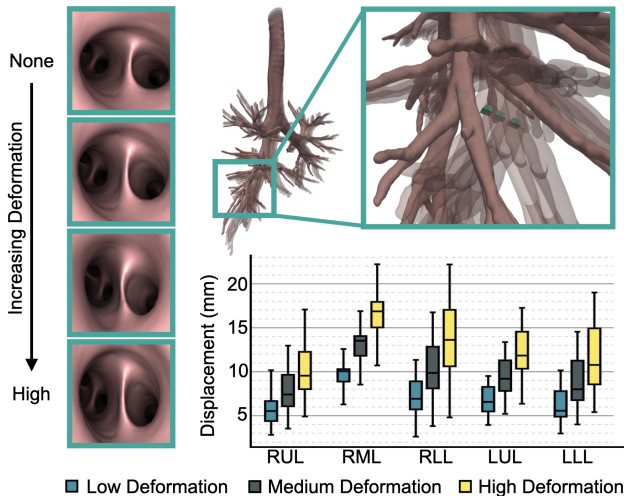 None
Increasing Deformation
High
Displacement (mm)
20
15
10
5
RUL RML RLL LUL LLL
Low Deformation Medium Deformation High Deformation